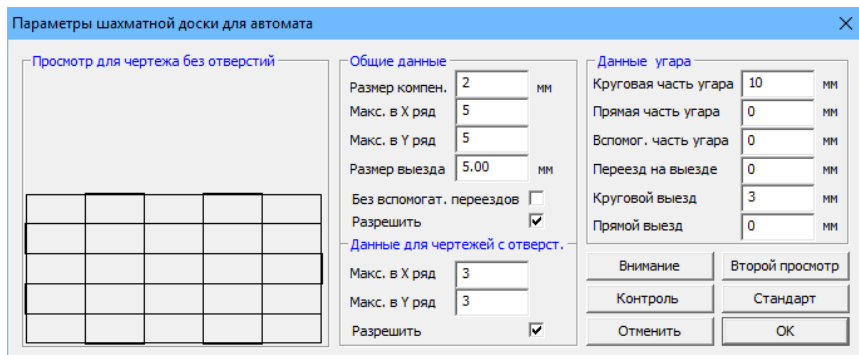 Параметры шахматной доски для автомата
Просмотр для чертежа без отверстий
Общие данные
Размер компен. 2 мм
Макс. в X ряд 5
Макс. в Y ряд 5
Размер выезда 5.00 мм
Без вспомогат. переездов
Разрешить
Данные для чертежей с отверст.
Макс. в X ряд 3
Макс. в Y ряд 3
Разрешить
Данные угара
Круговая часть угара 10 мм
Прямая часть угара 0 мм
Вспомог. часть угара 0 мм
Переезд на выезде 0 мм
Круговой выезд 3 мм
Прямой выезд 0 мм
Внимание Второй просмотр
Контроль Стандарт
Отменить OK